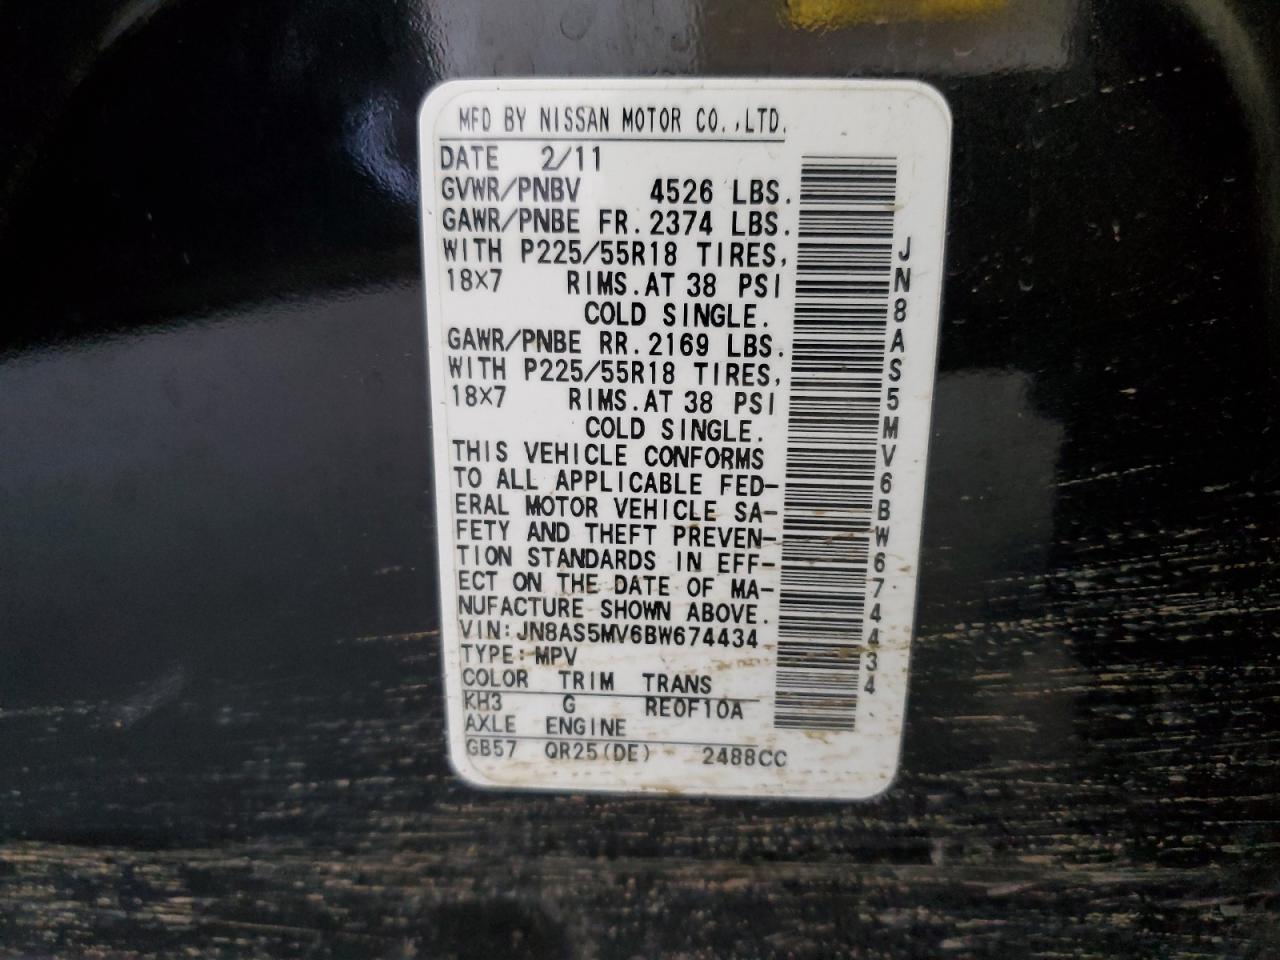 MFD BY NISSAN MOTOR CO.,LTD.
DATE 2/11
GVWR/PNBV 4526 LBS.
GAWR/PNBE FR.2374 LBS.
WITH P225/55R18 TIRES,
18×7 RIMS.AT 38 PSI
COLD SINGLE.
GAWR/PNBE RR.2169 LBS.
WITH P225/55R18 TIRES,
18×7 RIMS.AT 38 PSI
COLD SINGLE.
THIS VEHICLE CONFORMS
TO ALL APPLICABLE FED-
ERAL MOTOR VEHICLE SA-
FETY AND THEFT PREVEN-
TION STANDARDS IN EFF-
ECT ON THE DATE OF MA-
NUFACTURE SHOWN ABOVE.
VIN:JN8AS5MV6BW674434
TYPE:MPV
COLOR TRIM TRANS
KH3 G RE0F10A
AXLE ENGINE
GB57 QR25(DE) 2488CC
JN8AS5MV6BW674434